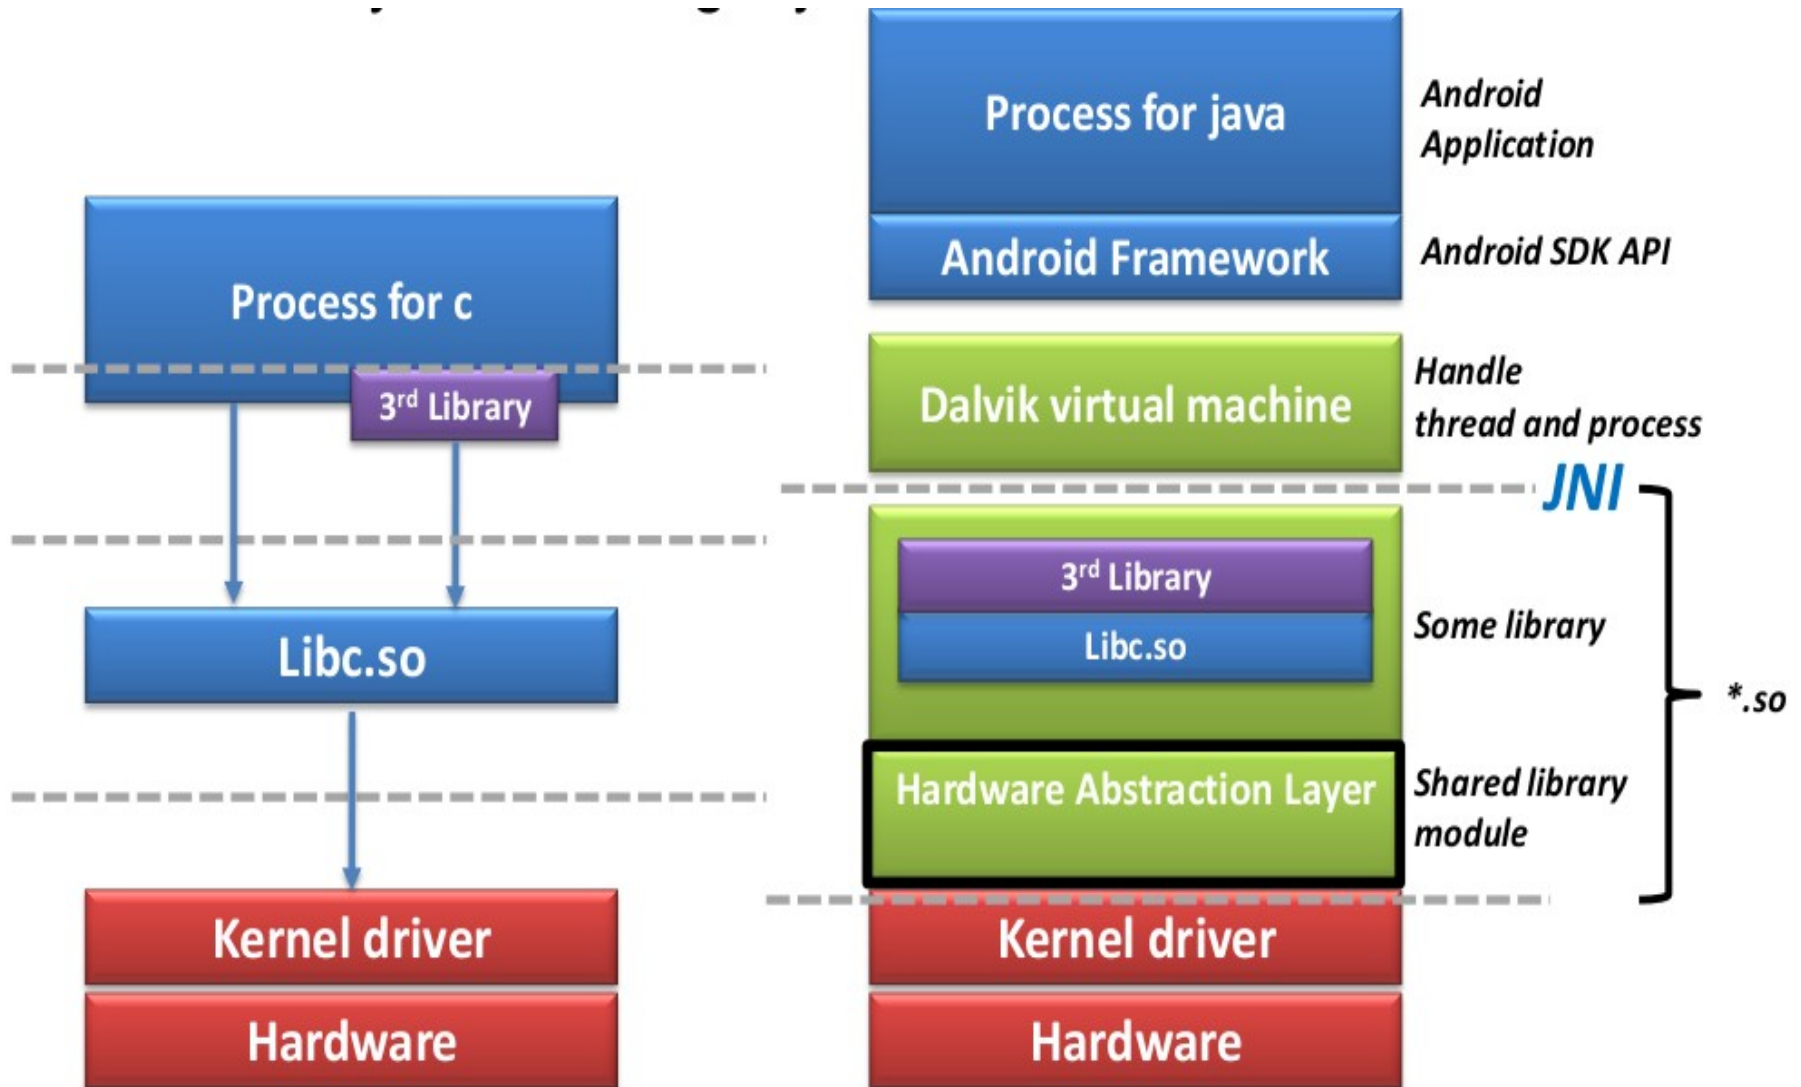 Process for c
3rd Library
Libc.so
Kernel driver
Hardware
Process for java
Android
Application
Android Framework
Android SDK API
Dalvik virtual machine
Handle
thread and process
JNI
3rd Library
Libc.so
Some library
*.so
Hardware Abstraction Layer
Shared library
module
Kernel driver
Hardware